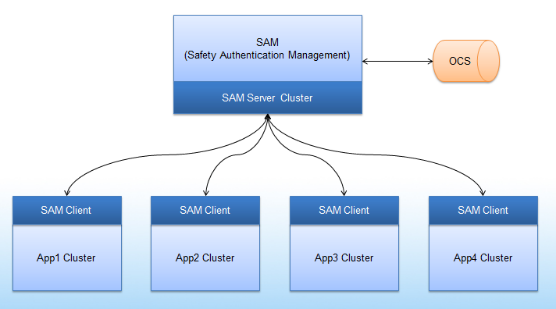 SAM
(Safety Authentication Management)
OCS
SAM Server Cluster
SAM Client
SAM Client
SAM Client
SAM Client
App1 Cluster
App2 Cluster
App3 Cluster
App4 Cluster